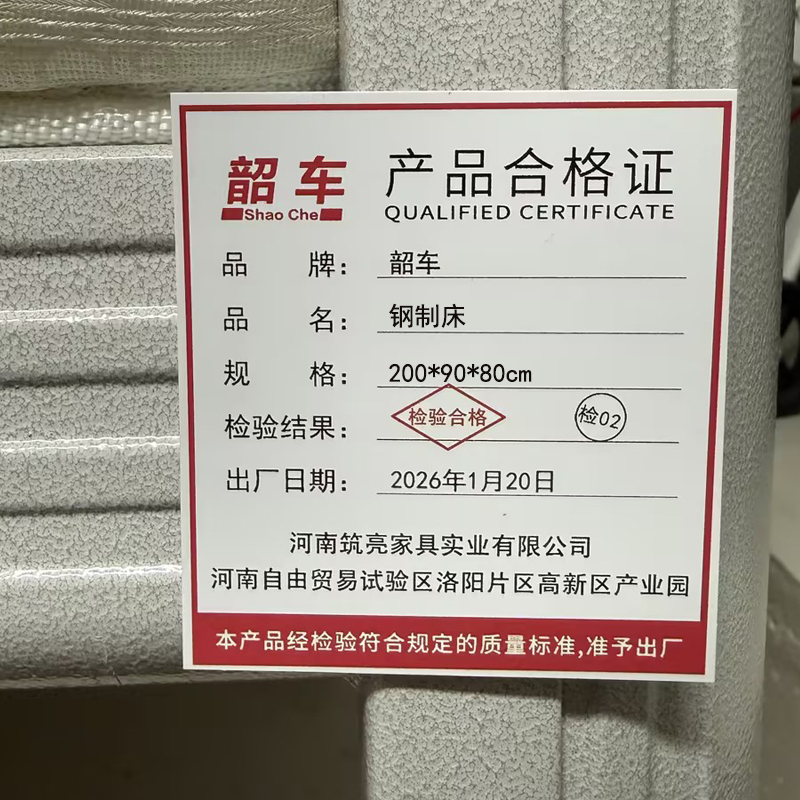 韶车 产品合格证
Shao Che QUALIFIED CERTIFICATE
品 牌： 韶车
品 名： 钢制床
规 格： 200*90*80cm
检验结果： 检验合格 检02
出厂日期： 2026年1月20日
河南筑亮家具实业有限公司
河南自由贸易试验区洛阳片区高新区产业园
本产品经检验符合规定的质量标准,准予出厂